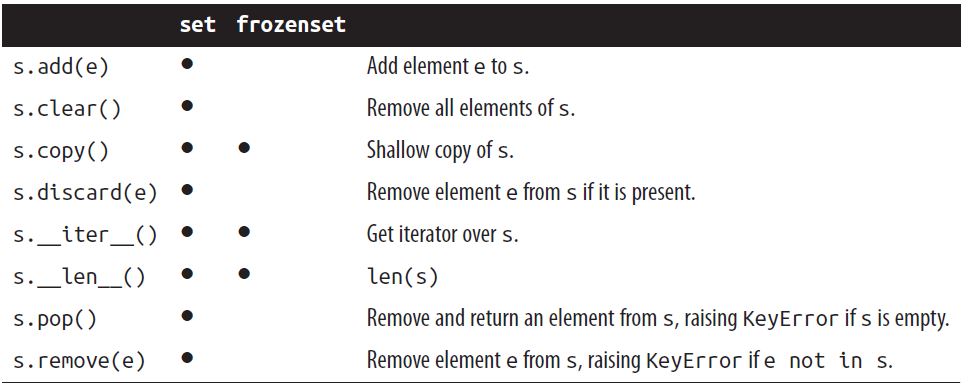 set frozenset
s.add(e) ● Add element e to s.
s.clear() ● Remove all elements of s.
s.copy() ● ● Shallow copy of s.
s.discard(e) ● Remove element e from s if it is present.
s.__iter__() ● ● Get iterator over s.
s.__len__() ● ● len(s)
s.pop() ● Remove and return an element from s, raising KeyError if s is empty.
s.remove(e) ● Remove element e from s, raising KeyError if e not in s.